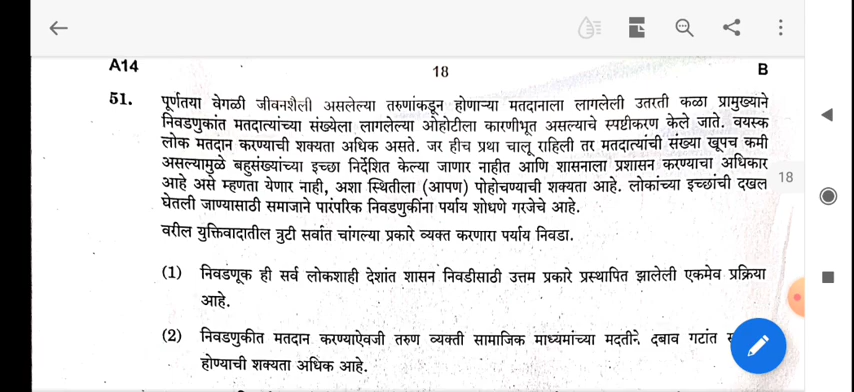 A14
18
B
51. पूर्णतया वेगळी जीवनशैली असलेल्या तरुणांकडून होणाऱ्या मतदानाला लागलेली उतरती कळा प्रामुख्याने
निवडणुकांत मतदात्यांच्या संख्येला लागलेल्या ओहोटीला कारणीभूत असल्याचे स्पष्टीकरण केले जाते. वयस्क
लोक मतदान करण्याची शक्यता अधिक असते. जर हीच प्रथा चालू राहिली तर मतदात्यांची संख्या खूपच कमी
असल्यामुळे बहुसंख्यांच्या इच्छा निर्देशित केल्या जाणार नाहीत आणि शासनाला प्रशासन करण्याचा अधिकार
आहे असे म्हणता येणार नाही, अशा स्थितीला (आपण) पोहोचण्याची शक्यता आहे. लोकांच्या इच्छांची दखल
घेतली जाण्यासाठी समाजाने पारंपरिक निवडणुकींना पर्याय शोधणे गरजेचे आहे.
18
वरील युक्तिवादातील त्रुटी सर्वात चांगल्या प्रकारे व्यक्त करणारा पर्याय निवडा.
(1) निवडणूक ही सर्व लोकशाही देशांत शासन निवडीसाठी उत्तम प्रकारे प्रस्थापित झालेली एकमेव प्रक्रिया
आहे.
(2) निवडणुकीत मतदान करण्याऐवजी तरुण व्यक्ती सामाजिक माध्यमांच्या मदतीने दबाव गटांत
होण्याची शक्यता अधिक आहे.